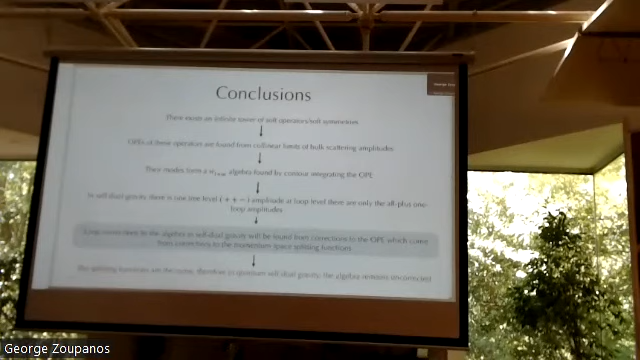 Conclusions
There exists an infinite tower of soft operators/soft symmetries
OPEs of these operators are found from collinear limits of bulk scattering amplitudes
Their modes form a w₁₊∞ algebra found by contour integrating the OPE
In self-dual gravity there is one tree level (+ + −) amplitude at loop level there are only the all-plus one-
loop amplitudes
Loop corrections to the algebra in self-dual gravity will be found from corrections to the OPE which come
from corrections to the momentum space splitting functions
The splitting functions are the same, therefore in quantum self-dual gravity, the algebra remains uncorrected
George Zoupanos